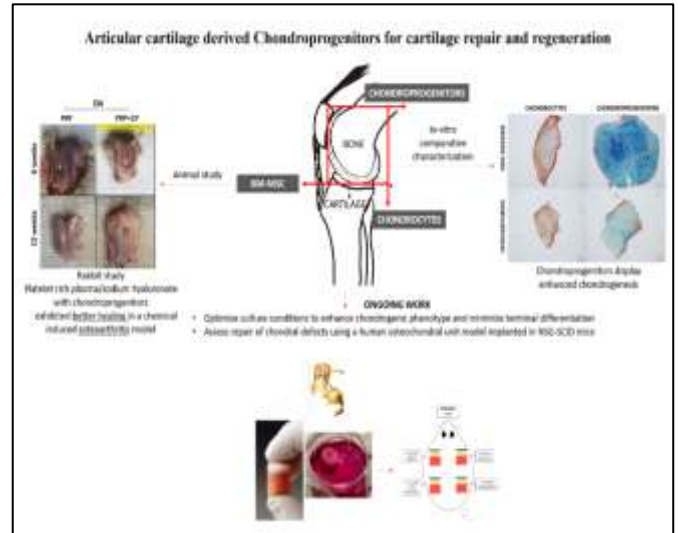 Articular cartilage derived Chondroprogenitors for cartilage repair and regeneration
OA
PRP
PRP+CP
8 weeks
12 weeks
Animal study
Rabbit study
Platelet rich plasma/sodium hyaluronate
with chondroprogenitors
exhibited better healing in a chemical
induced osteoarthritis model
CHONDROPROGENITORS
BONE
BM-MSC
CARTILAGE
CHONDROCYTES
In-vitro
comparative
characterization
CHONDROCYTES
CHONDROPROGENITORS
Chondroprogenitors display
enhanced chondrogenesis
ONGOING WORK
• Optimise culture conditions to enhance chondrogenic phenotype and minimize terminal differentiation
• Assess repair of chondral defects using a human osteochondral unit model implanted in NSG-SCID mice